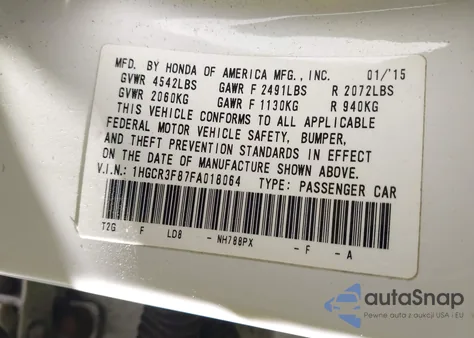 MFD. BY HONDA OF AMERICA MFG., INC. 01/'15
GVWR 4542LBS GAWR F 2491LBS R 2072LBS
GVWR 2060KG GAWR F 1130KG R 940KG
THIS VEHICLE CONFORMS TO ALL APPLICABLE
FEDERAL MOTOR VEHICLE SAFETY, BUMPER,
AND THEFT PREVENTION STANDARDS IN EFFECT
ON THE DATE OF MANUFACTURE SHOWN ABOVE.
V.I.N.: 1HGCR3F87FA018064 TYPE: PASSENGER CAR
T2G F LD8 - NH788PX - F - A
autoSnap
Pewne auta z aukcji USA i EU